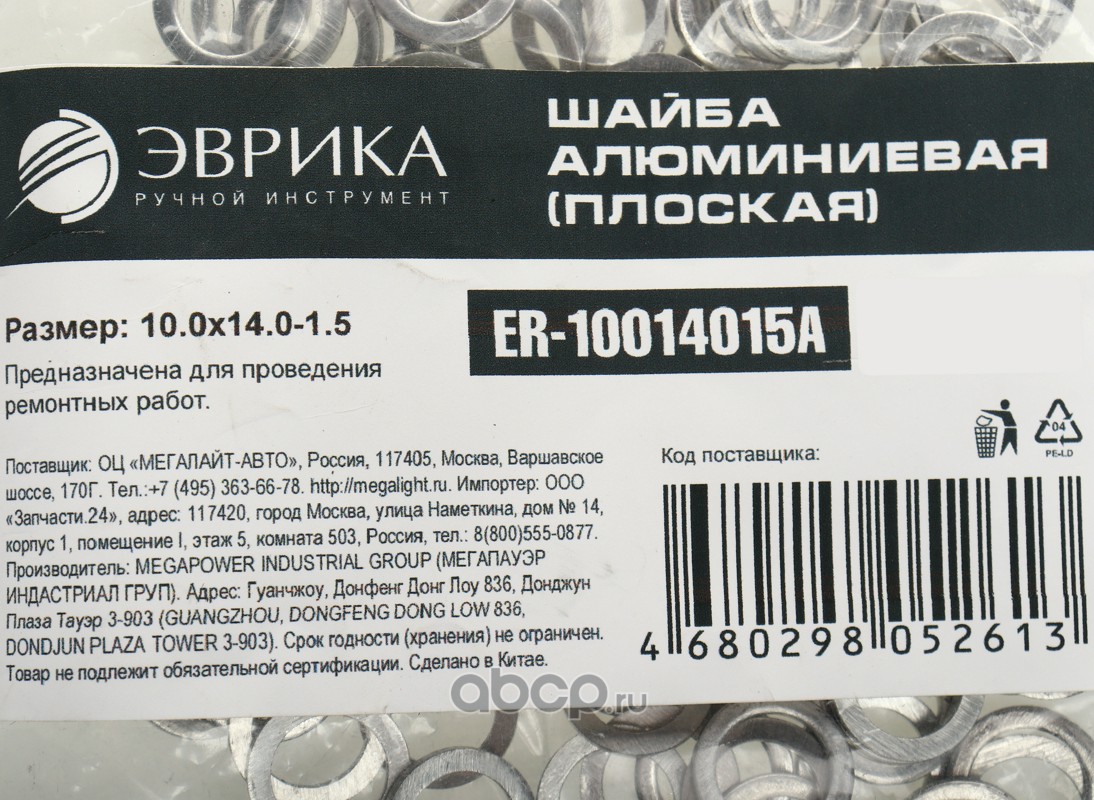 ЭВРИКА
РУЧНОЙ ИНСТРУМЕНТ
ШАЙБА
АЛЮМИНИЕВАЯ
(ПЛОСКАЯ)
Размер: 10.0x14.0-1.5
ER-10014015A
Предназначена для проведения
ремонтных работ.
04
PE-LD
Поставщик: ОЦ «МЕГАЛАЙТ-АВТО», Россия, 117405, Москва, Варшавское
шоссе, 170Г. Тел.:+7 (495) 363-66-78. http://megalight.ru. Импортер: ООО
«Запчасти.24», адрес: 117420, город Москва, улица Наметкина, дом № 14,
корпус 1, помещение I, этаж 5, комната 503, Россия, тел.: 8(800)555-0877.
Производитель: MEGAPOWER INDUSTRIAL GROUP (МЕГАПАУЭР
ИНДАСТРИАЛ ГРУП). Адрес: Гуанчжоу, Донфенг Донг Лоу 836, Донджун
Плаза Тауэр 3-903 (GUANGZHOU, DONGFENG DONG LOW 836,
DONDJUN PLAZA TOWER 3-903). Срок годности (хранения) не ограничен.
Товар не подлежит обязательной сертификации. Сделано в Китае.
Код поставщика:
4 680298 052613
abcp.ru